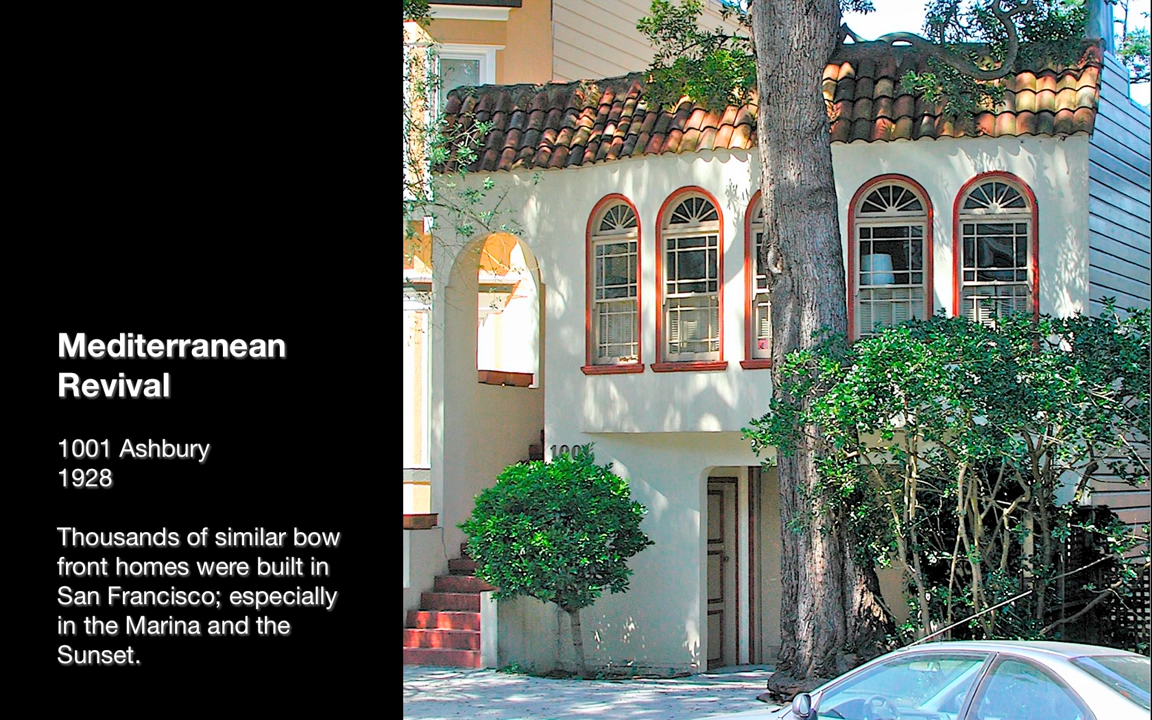 Mediterranean
Revival
1001 Ashbury
1928
Thousands of similar bow
front homes were built in
San Francisco; especially
in the Marina and the
Sunset.
1001